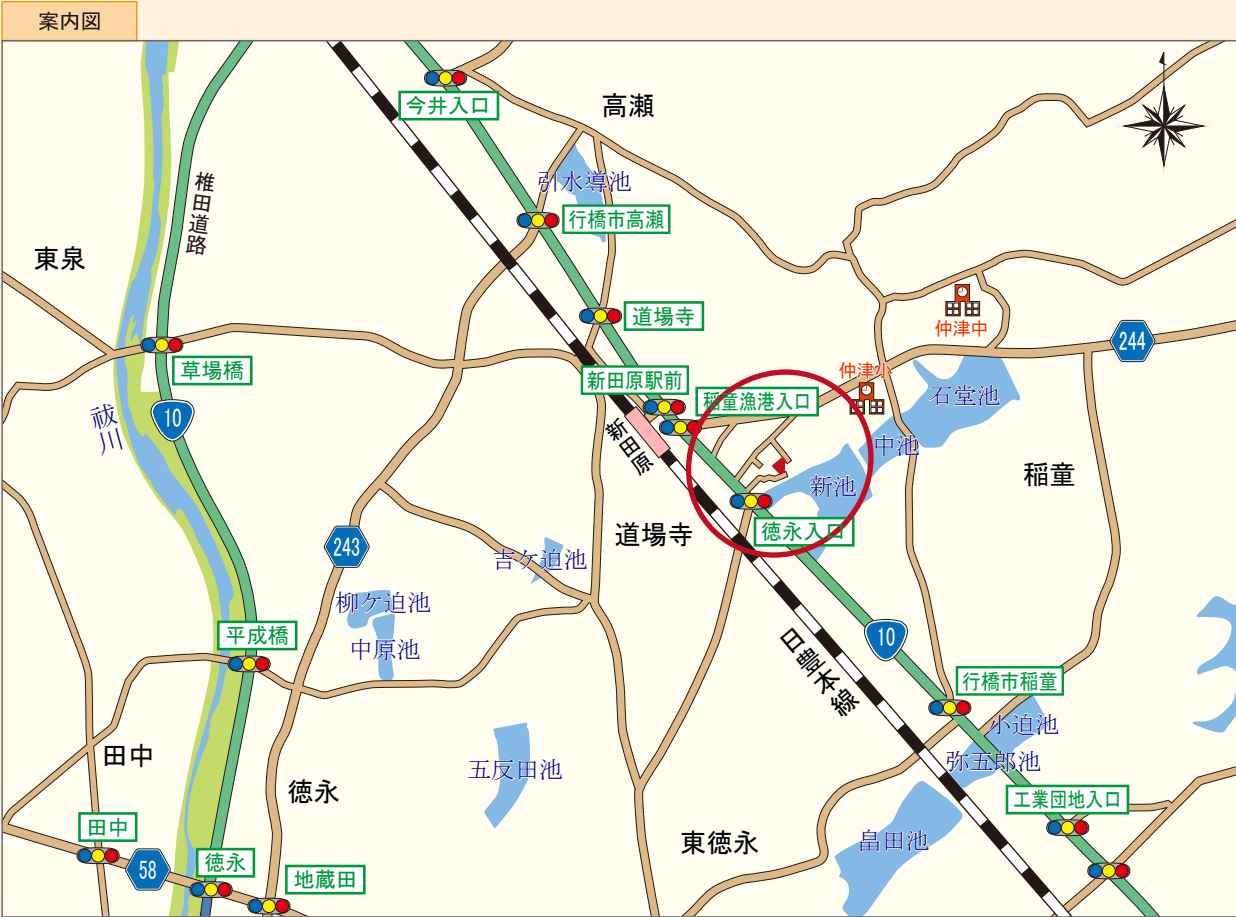 案内図
今井入口
高瀬
引水導池
椎田道路
行橋市高瀬
東泉
仲津中
道場寺
244
草場橋
仲津小
新田原駅前
石堂池
稲童漁港入口
10
祓川
新田原
中池
稲童
新池
道場寺
徳永入口
243
吉ケ迫池
柳ケ迫池
平成橋
10
中原池
日豊本線
行橋市稲童
小迫池
田中
弥五郎池
五反田池
徳永
工業団地入口
田中
東徳永
畠田池
58
徳永
地蔵田